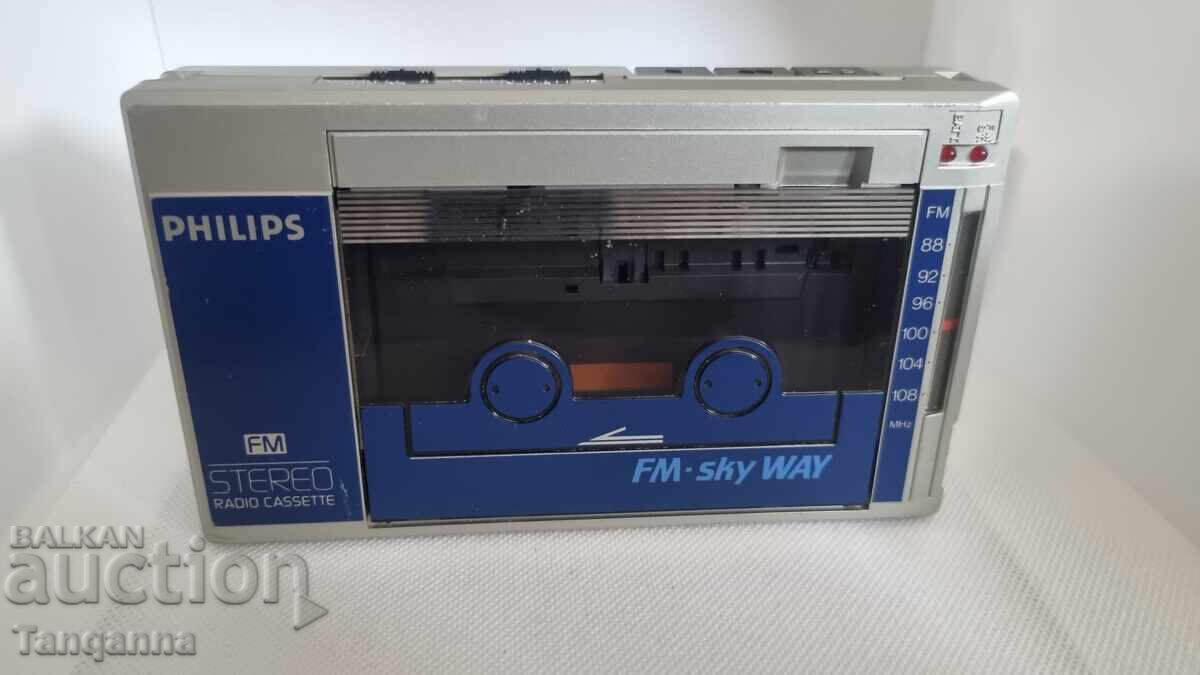 PHILIPS
FM
STEREO
RADIO CASSETTE
FM·sky WAY
BATT
FM
88
92
96
100
104
108
MHz
BALKAN
auction
Tanganna